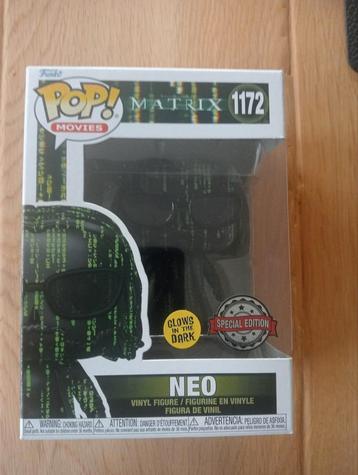 Funko
POP!
MOVIES
MATRIX
1172
GLOWS
IN THE
DARK
SPECIAL EDITION
NEO
VINYL FIGURE / FIGURINE EN VINYLE
FIGURA DE VINIL
WARNING: CHOKING HAZARD ATTENTION: DANGER D'ÉTOUFFEMENT ADVERTENCIA: PELIGRO DE ASFIXIA